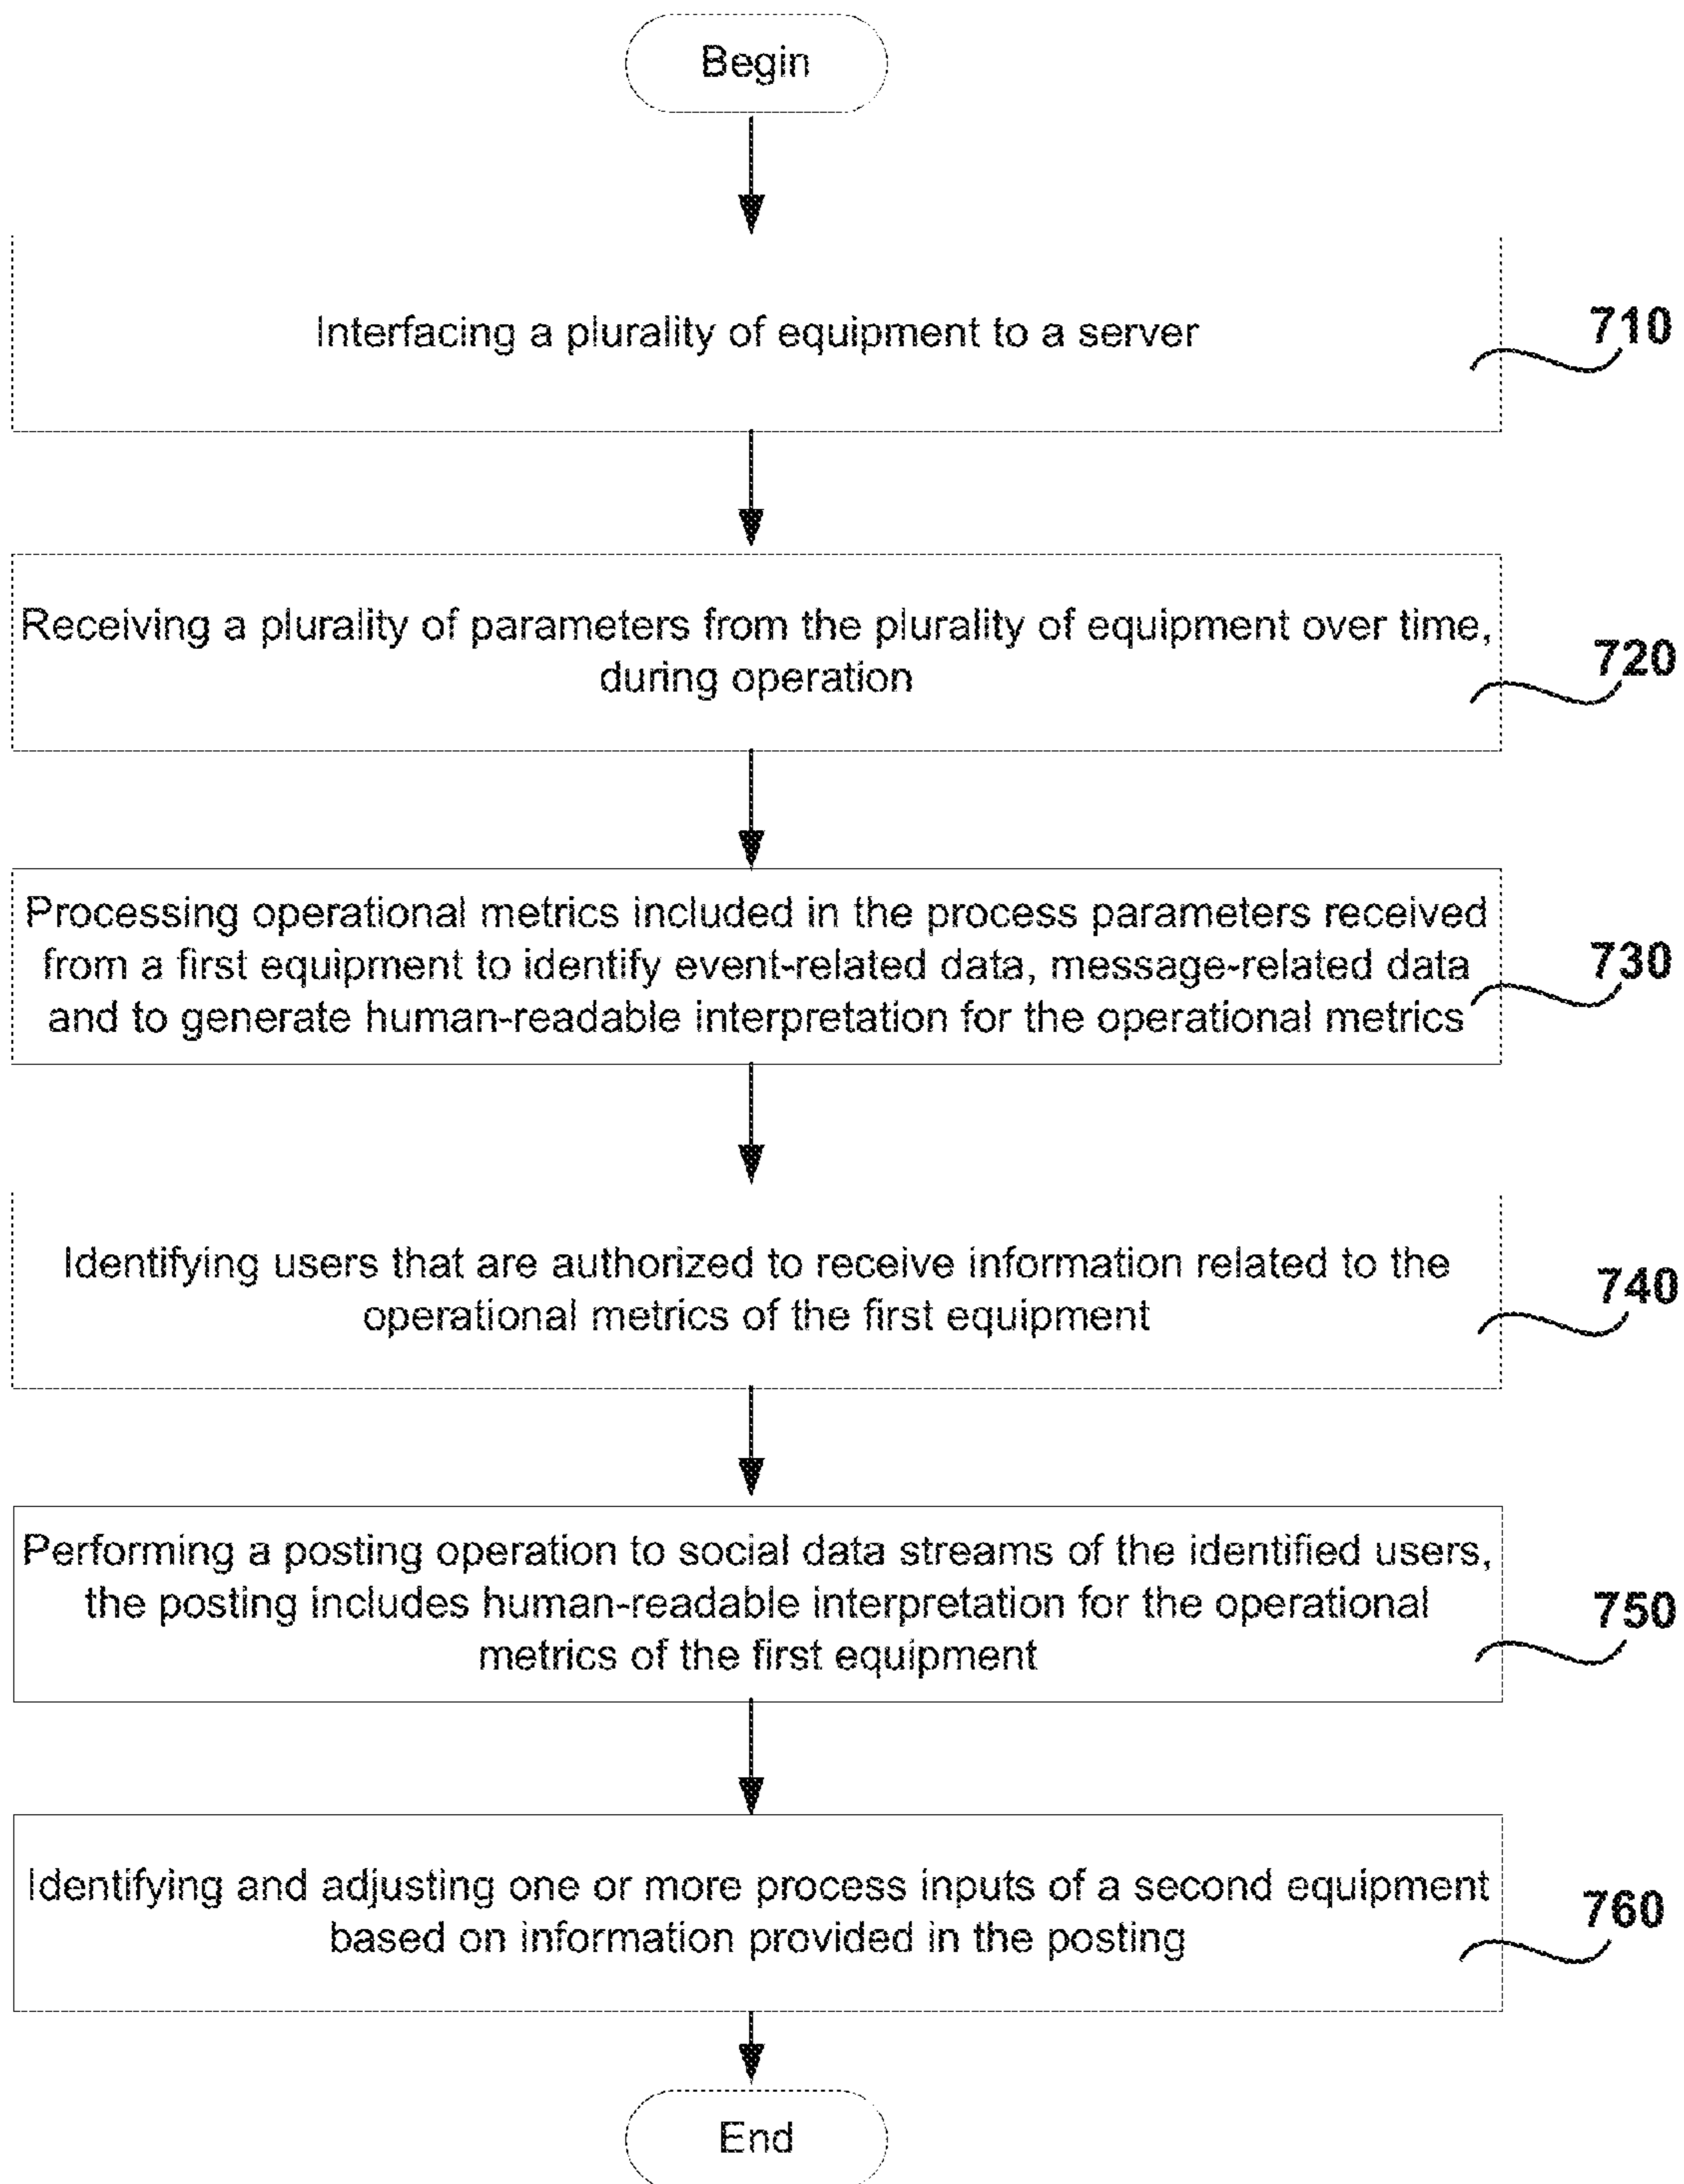 Begin
Interfacing a plurality of equipment to a server
710
Receiving a plurality of parameters from the plurality of equipment over time,
during operation
720
Processing operational metrics included in the process parameters received
from a first equipment to identify event-related data, message-related data
and to generate human-readable interpretation for the operational metrics
730
Identifying users that are authorized to receive information related to the
operational metrics of the first equipment
740
Performing a posting operation to social data streams of the identified users,
the posting includes human-readable interpretation for the operational
metrics of the first equipment
750
Identifying and adjusting one or more process inputs of a second equipment
based on information provided in the posting
760
End